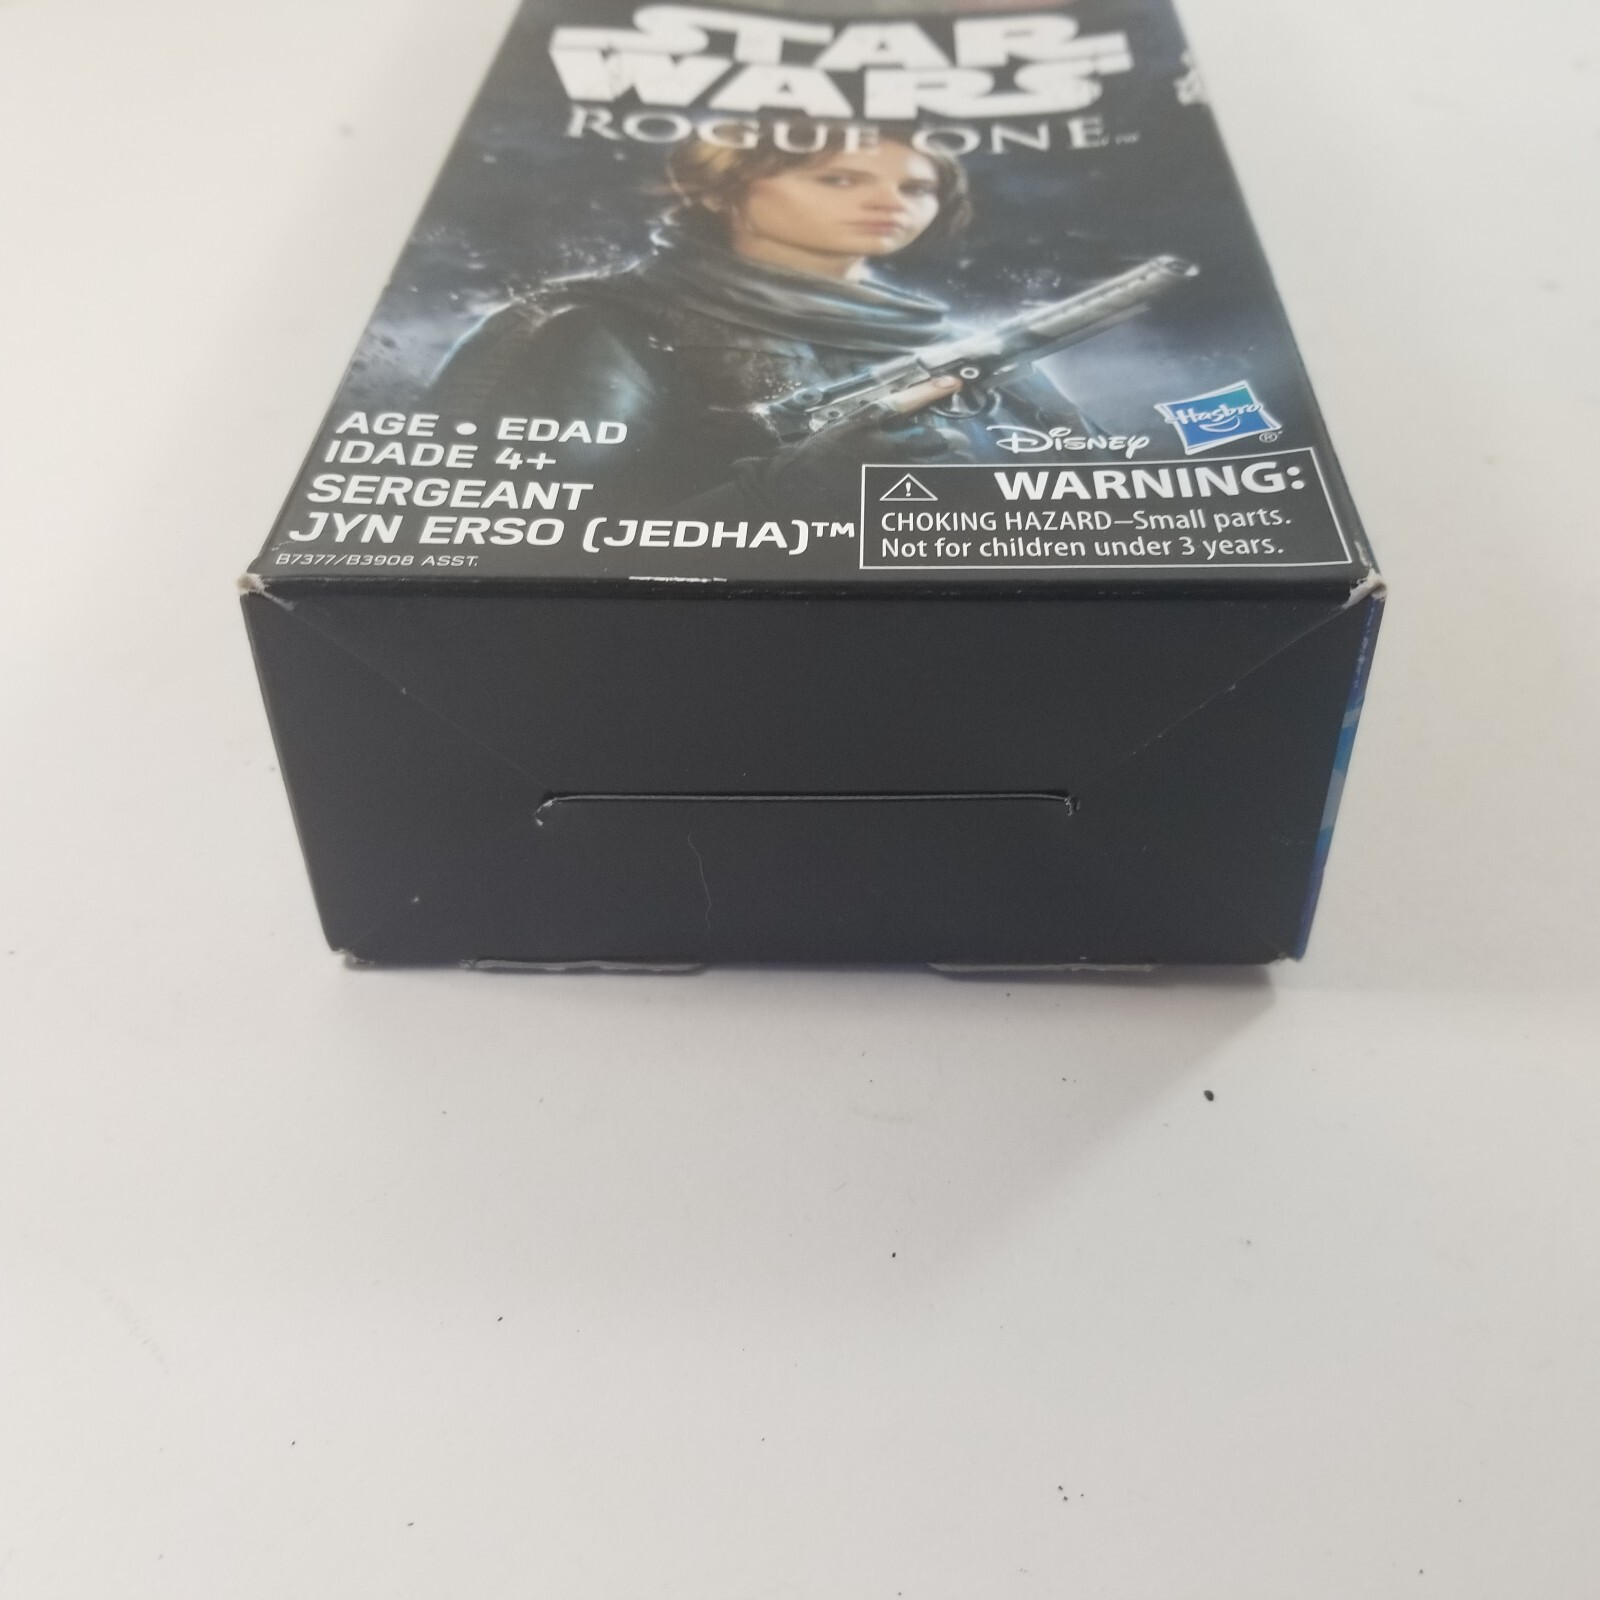 STAR
WARS
ROGUE ONE
AGE • EDAD
IDADE 4+
SERGEANT
JYN ERSO (JEDHA)™
B7377/B3908 ASST.
Disney
Hasbro®
⚠ WARNING:
CHOKING HAZARD—Small parts.
Not for children under 3 years.